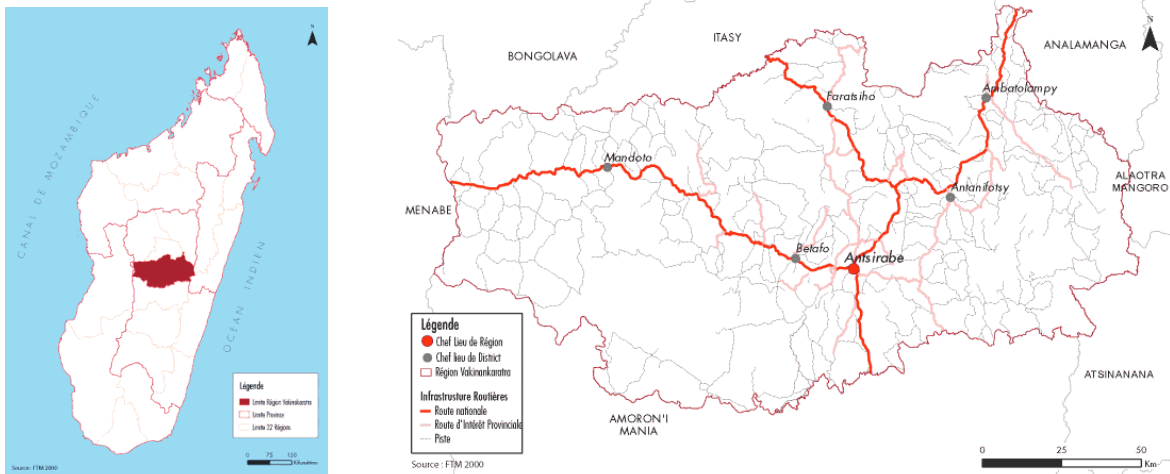 N
CANAL DE MOZAMBIQUE
OCEAN INDIEN
Légende
Limite Région Vakinankaratra
Limite Province
Limite 22 Régions
0 75 150
Kilomètres
Source : FTM 2000
N
ITASY
BONGOLAVA
ANALAMANGA
Faratsiho
Ambatolampy
Mandoto
Antanifotsy
ALAOTRA
MANGORO
MENABE
Betafo
Antsirabe
Légende
Chef Lieu de Région
Chef lieu de District
Région Vakinankaratra
Infrastrusture Routières
Route nationale
Route d'Intérêt Provinciale
Piste
Source : FTM 2000
AMORON'I
MANIA
ATSINANANA
0 25 50
Km